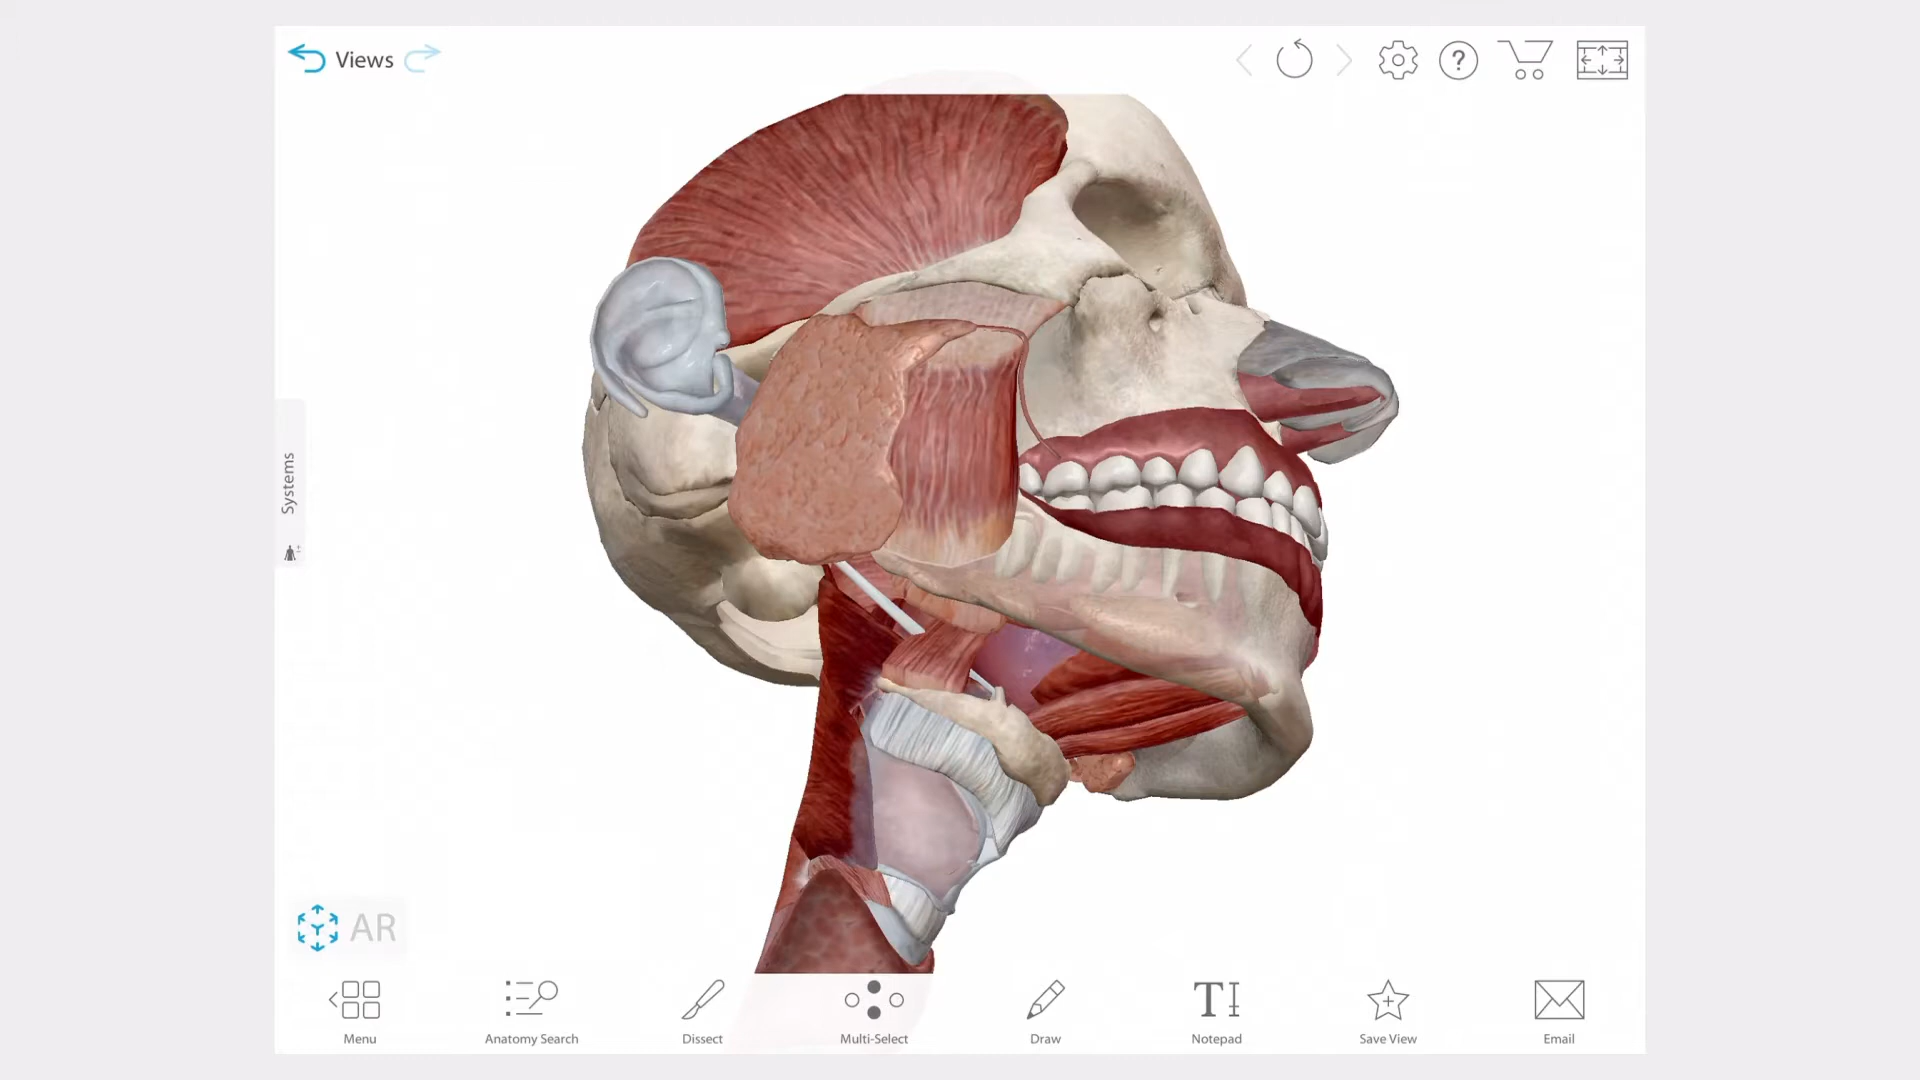 Views
?
Systems
AR
Menu
Anatomy Search
Dissect
Multi-Select
Draw
Notepad
Save View
Email